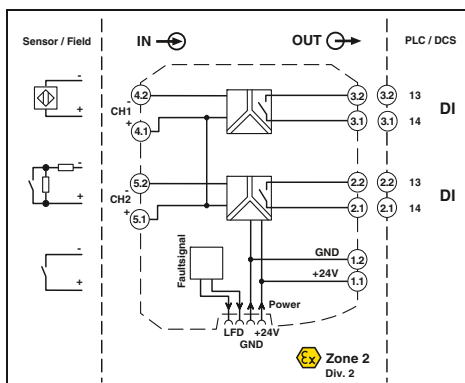 Sensor / Field
IN
OUT
PLC / DCS
-
+
4.2
-
CH1
+
4.1
3.2
3.2
13
3.1
3.1
14
DI
-
+
5.2
-
CH2
+
5.1
2.2
2.2
13
2.1
2.1
14
DI
-
+
Faultsignal
GND
1.2
+24V
1.1
Power
LFD
+24V
GND
Ex
Zone 2
Div. 2